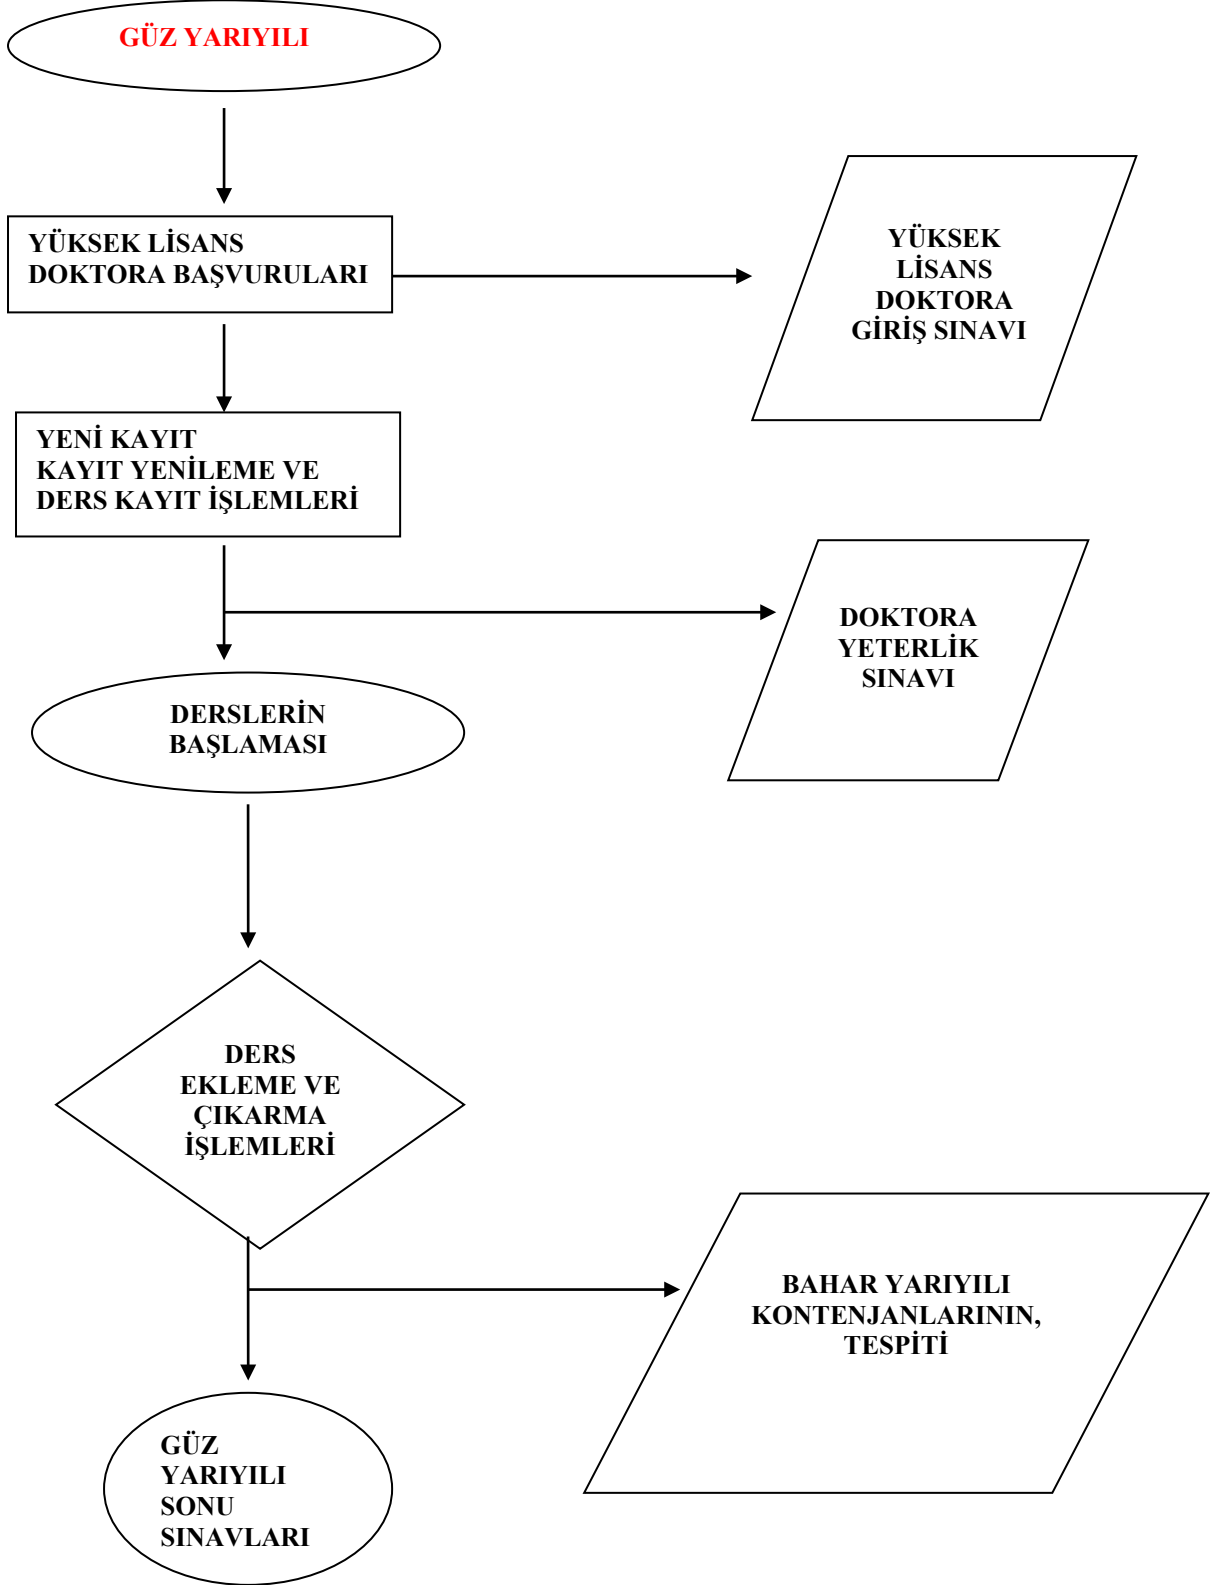 GÜZ YARIYILI
YÜKSEK LİSANS
DOKTORA BAŞVURULARI
YÜKSEK
LİSANS
DOKTORA
GİRİŞ SINAVI
YENİ KAYIT
KAYIT YENİLEME VE
DERS KAYIT İŞLEMLERİ
DOKTORA
YETERLİK
SINAVI
DERSLERİN
BAŞLAMASI
DERS
EKLEME VE
ÇIKARMA
İŞLEMLERİ
BAHAR YARIYILI
KONTENJANLARININ,
TESPİTİ
GÜZ
YARIYILI
SONU
SINAVLARI